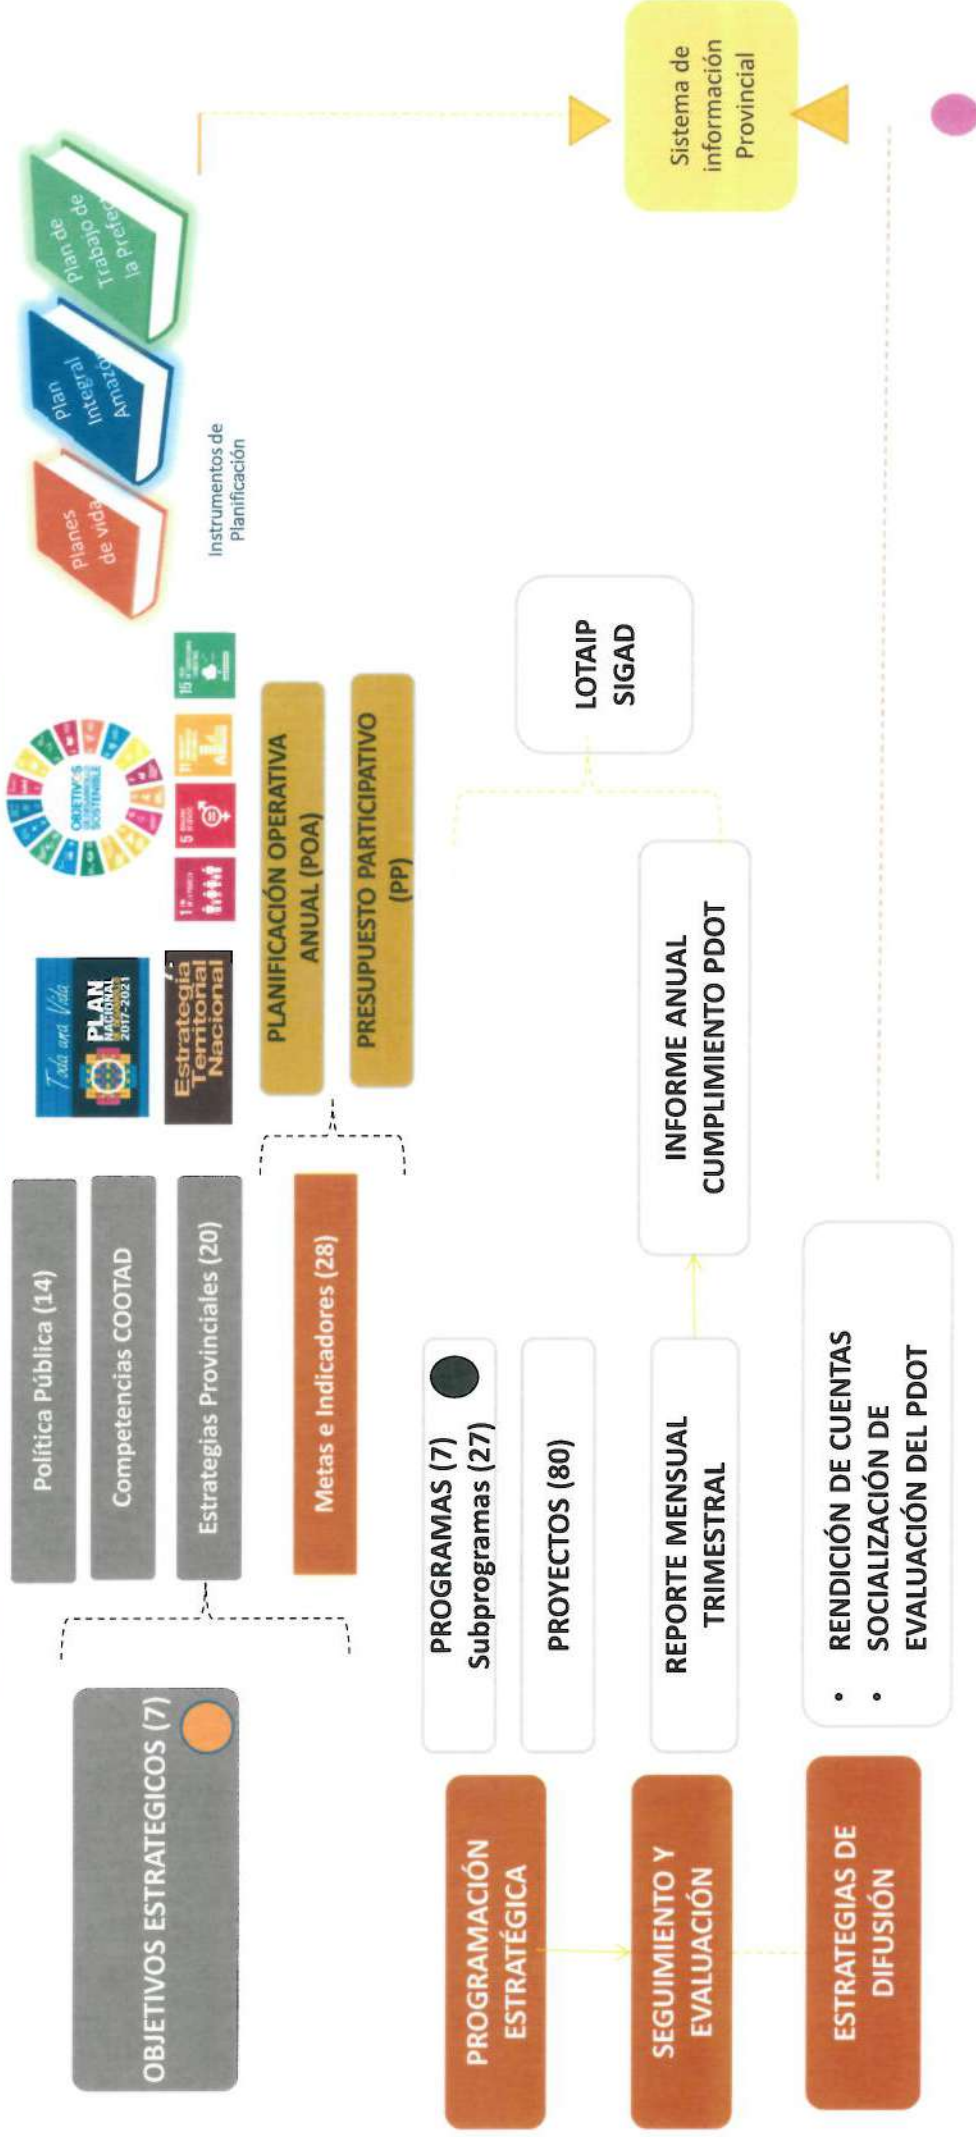 OBJETIVOS ESTRATEGICOS (7)
Política Pública (14)
Competencias COOTAD
Estrategias Provinciales (20)
Metas e Indicadores (28)
Toda una Vida
PLAN
NACIONAL
2017-2021
Estrategia
Territorial
Nacional
OBJETIVOS
SOSTENIBLE
1
5
11
15
Planes
de vida
Plan
Integral
Plan de
Trabajo de
la Prefec
Instrumentos de
Planificación
PLANIFICACIÓN OPERATIVA
ANUAL (POA)
PRESUPUESTO PARTICIPATIVO
(PP)
PROGRAMACIÓN
ESTRATÉGICA
PROGRAMAS (7)
Subprogramas (27)
PROYECTOS (80)
SEGUIMIENTO Y
EVALUACIÓN
REPORTE MENSUAL
TRIMESTRAL
INFORME ANUAL
CUMPLIMIENTO PDOT
LOTAIP
SIGAD
Sistema de
información
Provincial
ESTRATEGIAS DE
DIFUSIÓN
• RENDICIÓN DE CUENTAS
• SOCIALIZACIÓN DE
EVALUACIÓN DEL PDOT